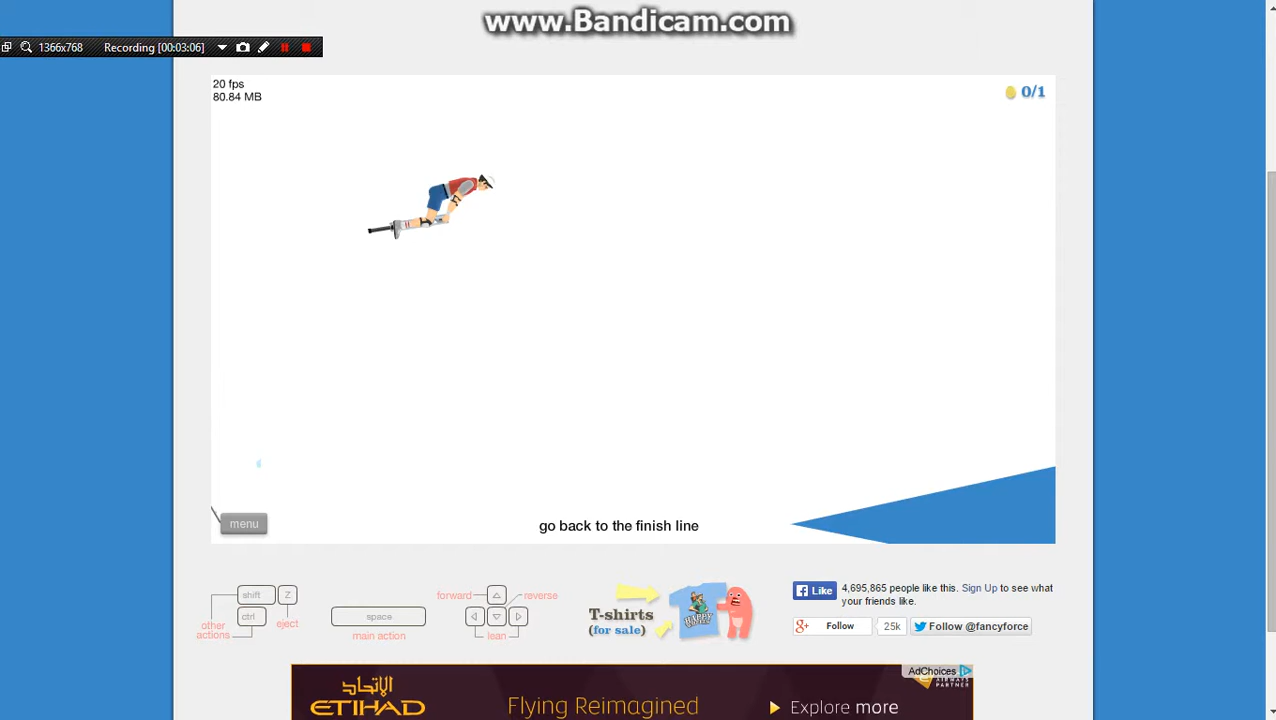 www.Bandicam.com
1366x768 Recording [00:03:06]
20 fps
80.84 MB
0/1
menu
go back to the finish line
shift Z
ctrl
other
actions
eject
space
main action
forward
reverse
lean
T-shirts
(for sale)
HAPPY
Like
4,695,865 people like this. Sign Up to see what
your friends like.
Follow 25k Follow @fancyforce
AdChoices
الإتحاد
ETIHAD
Flying Reimagined
Explore more
PARTNER